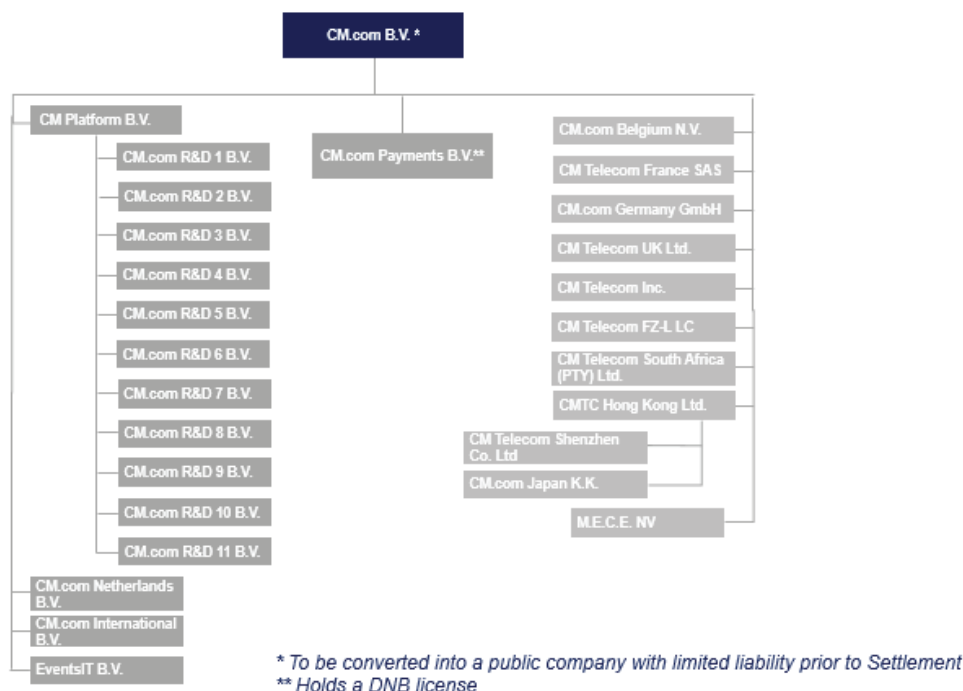 CM.com B.V. *
CM Platform B.V.
CM.com R&D 1 B.V.
CM.com R&D 2 B.V.
CM.com R&D 3 B.V.
CM.com R&D 4 B.V.
CM.com R&D 5 B.V.
CM.com R&D 6 B.V.
CM.com R&D 7 B.V.
CM.com R&D 8 B.V.
CM.com R&D 9 B.V.
CM.com R&D 10 B.V.
CM.com R&D 11 B.V.
CM.com Netherlands
B.V.
CM.com International
B.V.
EventsIT B.V.
CM.com Payments B.V.**
CM.com Belgium N.V.
CM Telecom France SAS
CM.com Germany GmbH
CM Telecom UK Ltd.
CM Telecom Inc.
CM Telecom FZ-L LC
CM Telecom South Africa
(PTY) Ltd.
CMTC Hong Kong Ltd.
CM Telecom Shenzhen
Co. Ltd
CM.com Japan K.K.
M.E.C.E. NV
* To be converted into a public company with limited liability prior to Settlement
** Holds a DNB license